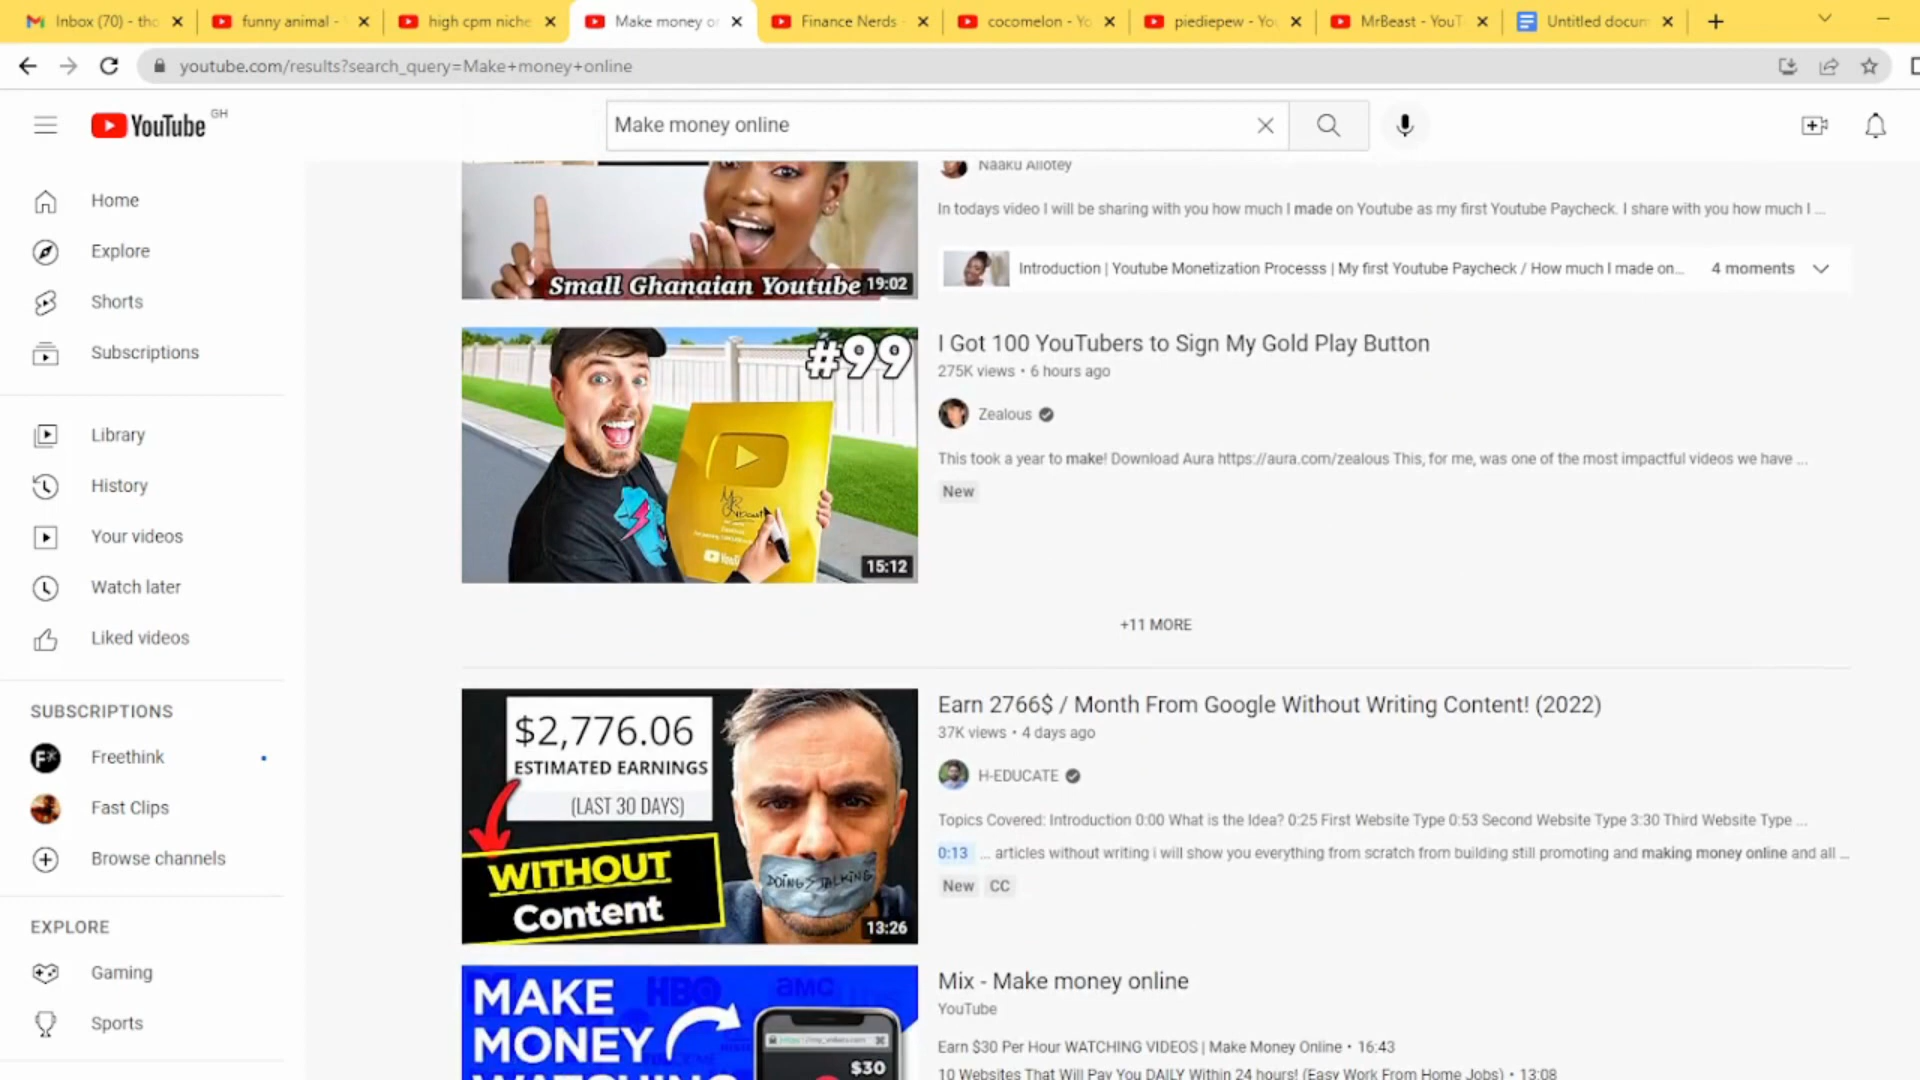 Inbox (70) - tho
funny animal -
high cpm niche
Make money o
Finance Nerds -
cocomelon - Yo
piediepew - You
MrBeast - YouT
Untitled docum
youtube.com/results?search_query=Make+money+online
YouTube GH
Make money online
Home
Explore
Shorts
Subscriptions
Library
History
Your videos
Watch later
Liked videos
SUBSCRIPTIONS
Freethink
Fast Clips
Browse channels
EXPLORE
Gaming
Sports
Small Ghanaian Youtube
19:02
Naaku Allotey
In todays video I will be sharing with you how much I made on Youtube as my first Youtube Paycheck. I share with you how much I ...
Introduction | Youtube Monetization Processs | My first Youtube Paycheck / How much I made on...
4 moments
#99
15:12
I Got 100 YouTubers to Sign My Gold Play Button
275K views • 6 hours ago
Zealous
This took a year to make! Download Aura https://aura.com/zealous This, for me, was one of the most impactful videos we have ...
New
+11 MORE
$2,776.06
ESTIMATED EARNINGS
(LAST 30 DAYS)
WITHOUT
Content
DOING>TALKING
13:26
Earn 2766$ / Month From Google Without Writing Content! (2022)
37K views • 4 days ago
H-EDUCATE
Topics Covered: Introduction 0:00 What is the Idea? 0:25 First Website Type 0:53 Second Website Type 3:30 Third Website Type ...
0:13 ... articles without writing i will show you everything from scratch from building still promoting and making money online and all ...
New CC
MAKE
MONEY
WATCHING
HBO
amc
$30
Mix - Make money online
YouTube
Earn $30 Per Hour WATCHING VIDEOS | Make Money Online • 16:43
10 Websites That Will Pay You DAILY Within 24 hours! (Easy Work From Home Jobs) • 13:08